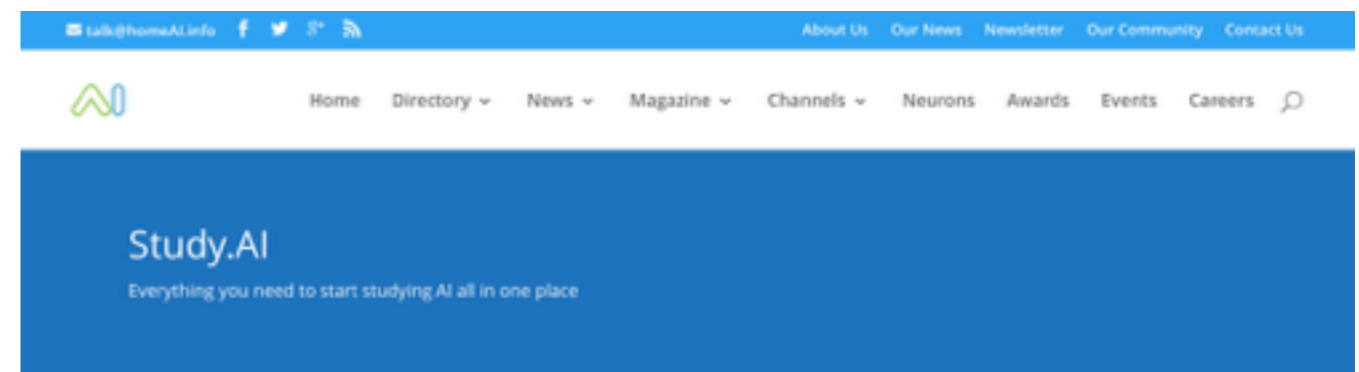 talk@homeAI.info About Us Our News Newsletter Our Community Contact Us
AI Home Directory News Magazine Channels Neurons Awards Events Careers
Study.AI
Everything you need to start studying AI all in one place